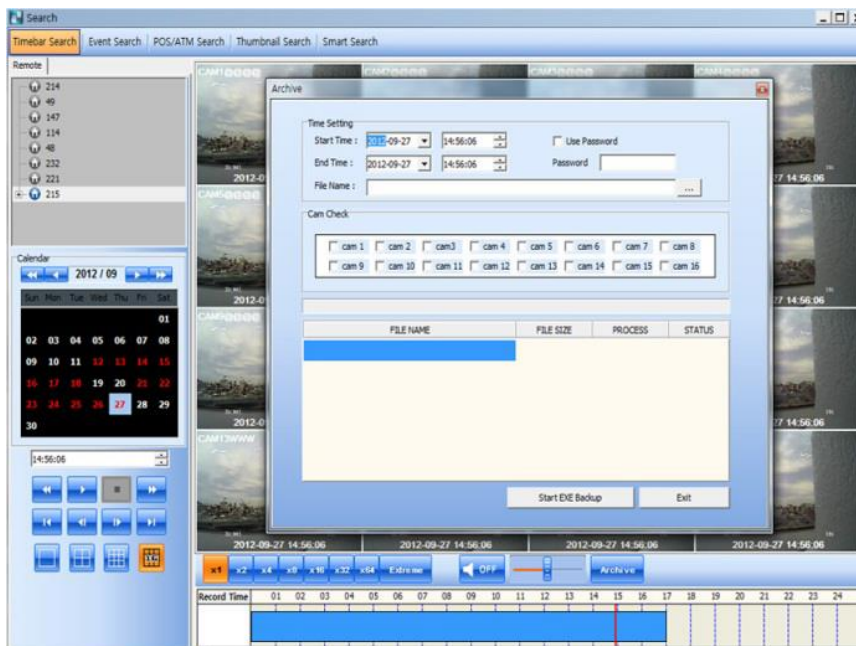 Search
Timebar Search Event Search POS/ATM Search Thumbnail Search Smart Search
Remote
214
49
147
114
48
232
221
215
Calendar
2012 / 09
Sun Mon Tue Wed Thu Fri Sat
01
02 03 04 05 06 07 08
09 10 11 12 13 14 15
16 17 18 19 20 21 22
23 24 25 26 27 28 29
30
14:56:06
Archive
Time Setting
Start Time : 2012-09-27 14:56:06 Use Password
End Time : 2012-09-27 14:56:06 Password
File Name : ...
Cam Check
cam 1 cam 2 cam3 cam 4 cam 5 cam 6 cam 7 cam 8
cam 9 cam 10 cam 11 cam 12 cam 13 cam 14 cam 15 cam 16
FILE NAME FILE SIZE PROCESS STATUS
Start EXE Backup Exit
2012-09-27 14:56:06 2012-09-27 14:56:06 2012-09-27 14:56:06 2012-09-27 14:56:06
x1 x2 x4 x8 x16 x32 x64 Extreme OFF Archive
Record Time 01 02 03 04 05 06 07 08 09 10 11 12 13 14 15 16 17 18 19 20 21 22 23 24